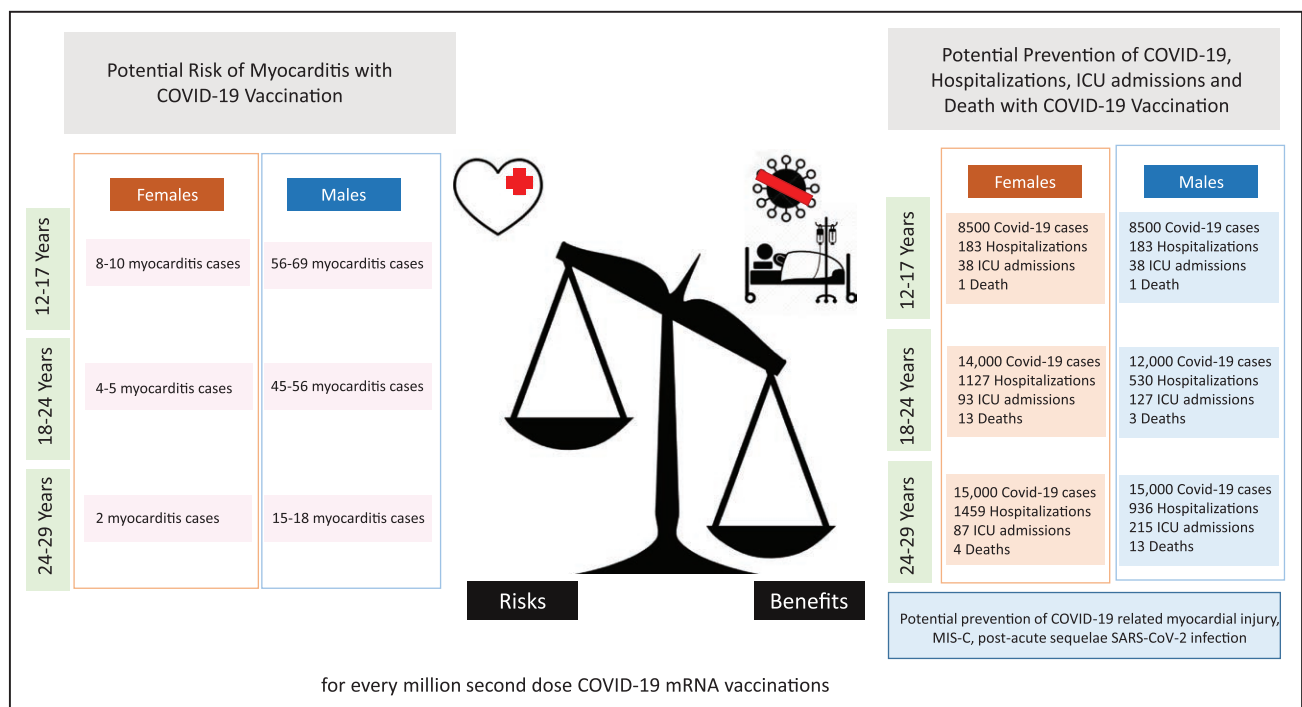 Potential Risk of Myocarditis with
COVID-19 Vaccination
Females
Males
12-17 Years
8-10 myocarditis cases
56-69 myocarditis cases
18-24 Years
4-5 myocarditis cases
45-56 myocarditis cases
24-29 Years
2 myocarditis cases
15-18 myocarditis cases
Risks
Benefits
Potential Prevention of COVID-19,
Hospitalizations, ICU admissions and
Death with COVID-19 Vaccination
Females
Males
12-17 Years
8500 Covid-19 cases
183 Hospitalizations
38 ICU admissions
1 Death
8500 Covid-19 cases
183 Hospitalizations
38 ICU admissions
1 Death
18-24 Years
14,000 Covid-19 cases
1127 Hospitalizations
93 ICU admissions
13 Deaths
12,000 Covid-19 cases
530 Hospitalizations
127 ICU admissions
3 Deaths
24-29 Years
15,000 Covid-19 cases
1459 Hospitalizations
87 ICU admissions
4 Deaths
15,000 Covid-19 cases
936 Hospitalizations
215 ICU admissions
13 Deaths
Potential prevention of COVID-19 related myocardial injury,
MIS-C, post-acute sequelae SARS-CoV-2 infection
for every million second dose COVID-19 mRNA vaccinations